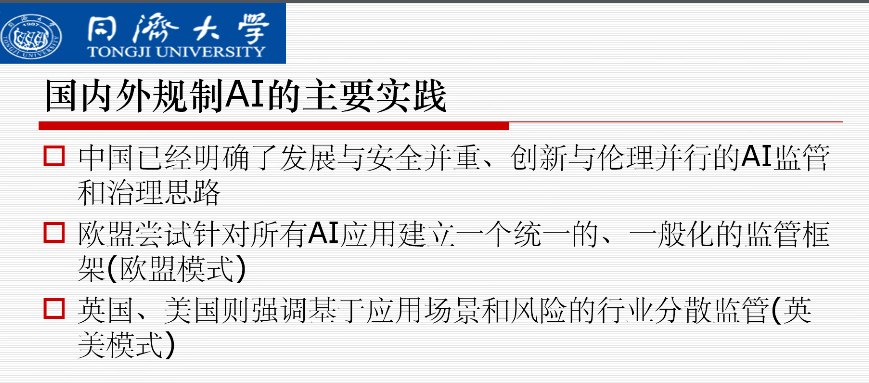 同濟大學
TONGJI UNIVERSITY
国内外规制AI的主要实践
中国已经明确了发展与安全并重、创新与伦理并行的AI监管
和治理思路
欧盟尝试针对所有AI应用建立一个统一的、一般化的监管框
架(欧盟模式)
英国、美国则强调基于应用场景和风险的行业分散监管(英
美模式)